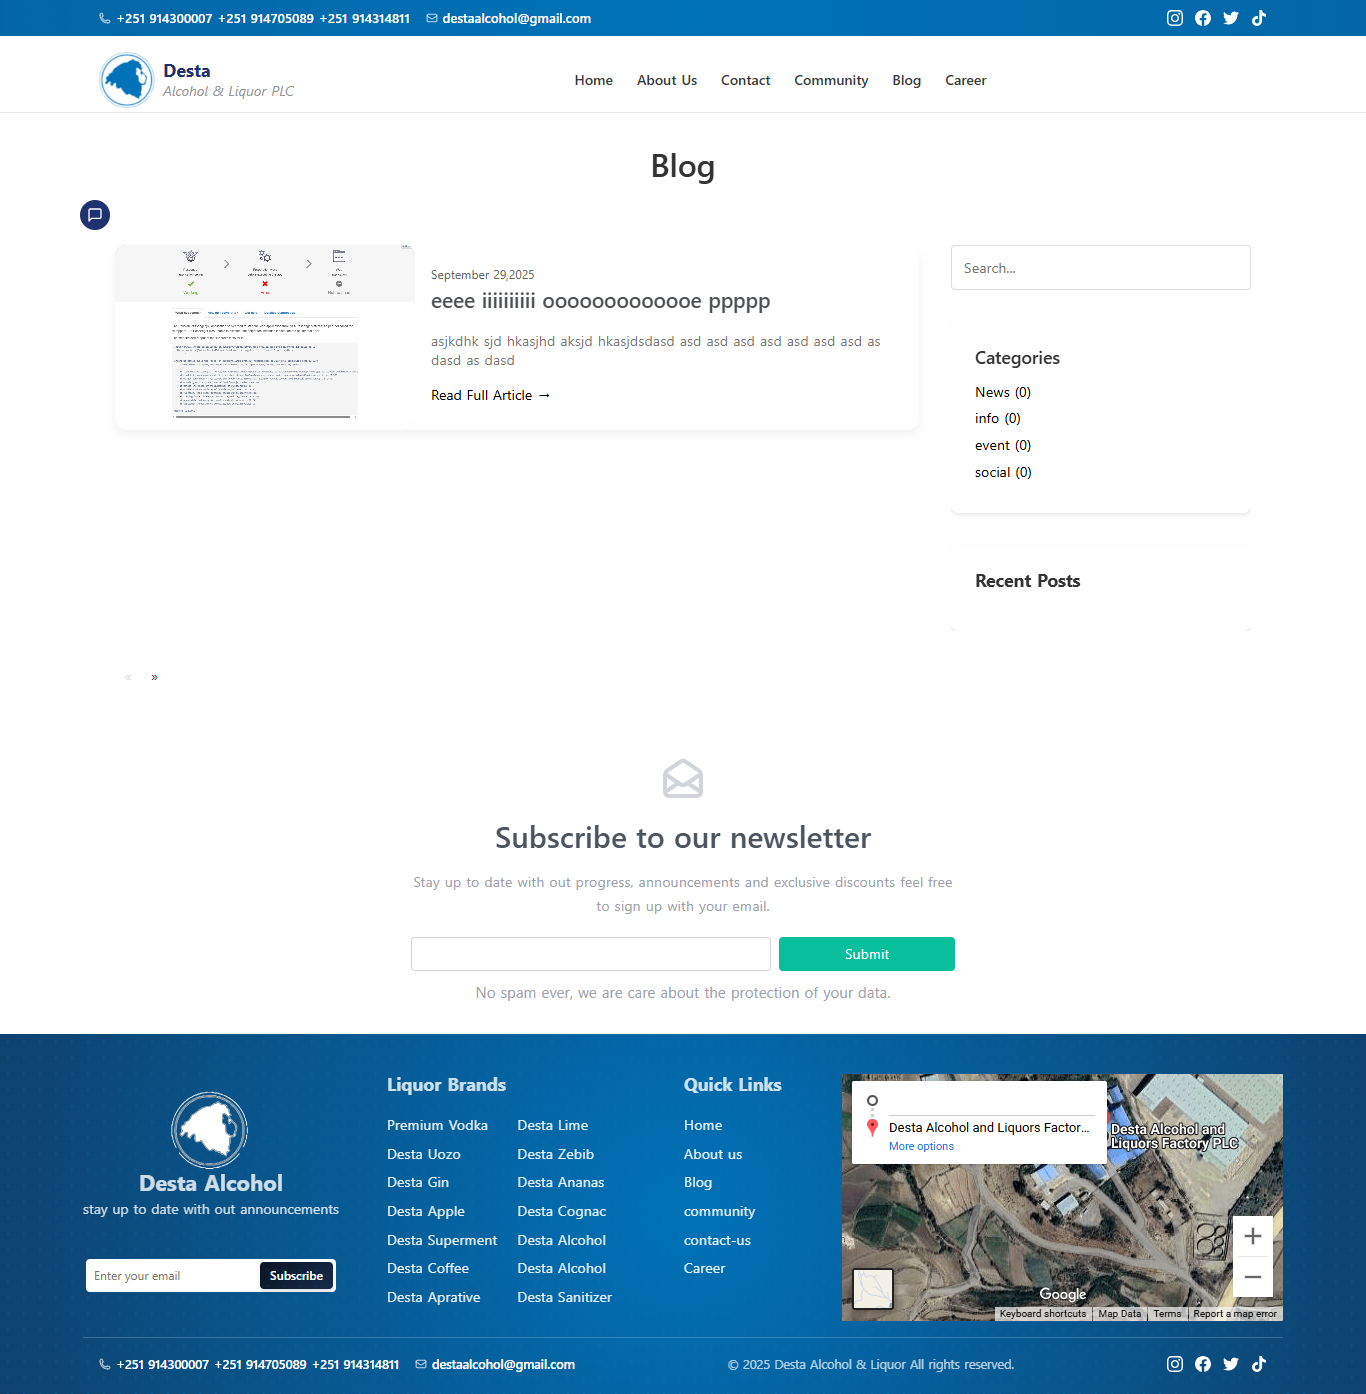 +251 914300007 +251 914705089 +251 914314811 destaalcohol@gmail.com
Desta
Alcohol & Liquor PLC
Home About Us Contact Community Blog Career
Blog
September 29,2025
eeee iiiiiiiiii ooooooooooooe ppppp
asjkdhk sjd hkasjhd aksjd hkasjdsdasd asd asd asd asd asd asd asd as
dasd as dasd
Read Full Article →
Search...
Categories
News (0)
info (0)
event (0)
social (0)
Recent Posts
« »
Subscribe to our newsletter
Stay up to date with out progress, announcements and exclusive discounts feel free
to sign up with your email.
Submit
No spam ever, we are care about the protection of your data.
Desta Alcohol
stay up to date with out announcements
Enter your email Subscribe
Liquor Brands
Premium Vodka Desta Lime
Desta Uozo Desta Zebib
Desta Gin Desta Ananas
Desta Apple Desta Cognac
Desta Superment Desta Alcohol
Desta Coffee Desta Alcohol
Desta Aprative Desta Sanitizer
Quick Links
Home
About us
Blog
community
contact-us
Career
Desta Alcohol and Liquors Factor...
More options
Desta Alcohol and
Liquors Factory PLC
Google
Keyboard shortcuts Map Data Terms Report a map error
+251 914300007 +251 914705089 +251 914314811 destaalcohol@gmail.com
© 2025 Desta Alcohol & Liquor All rights reserved.